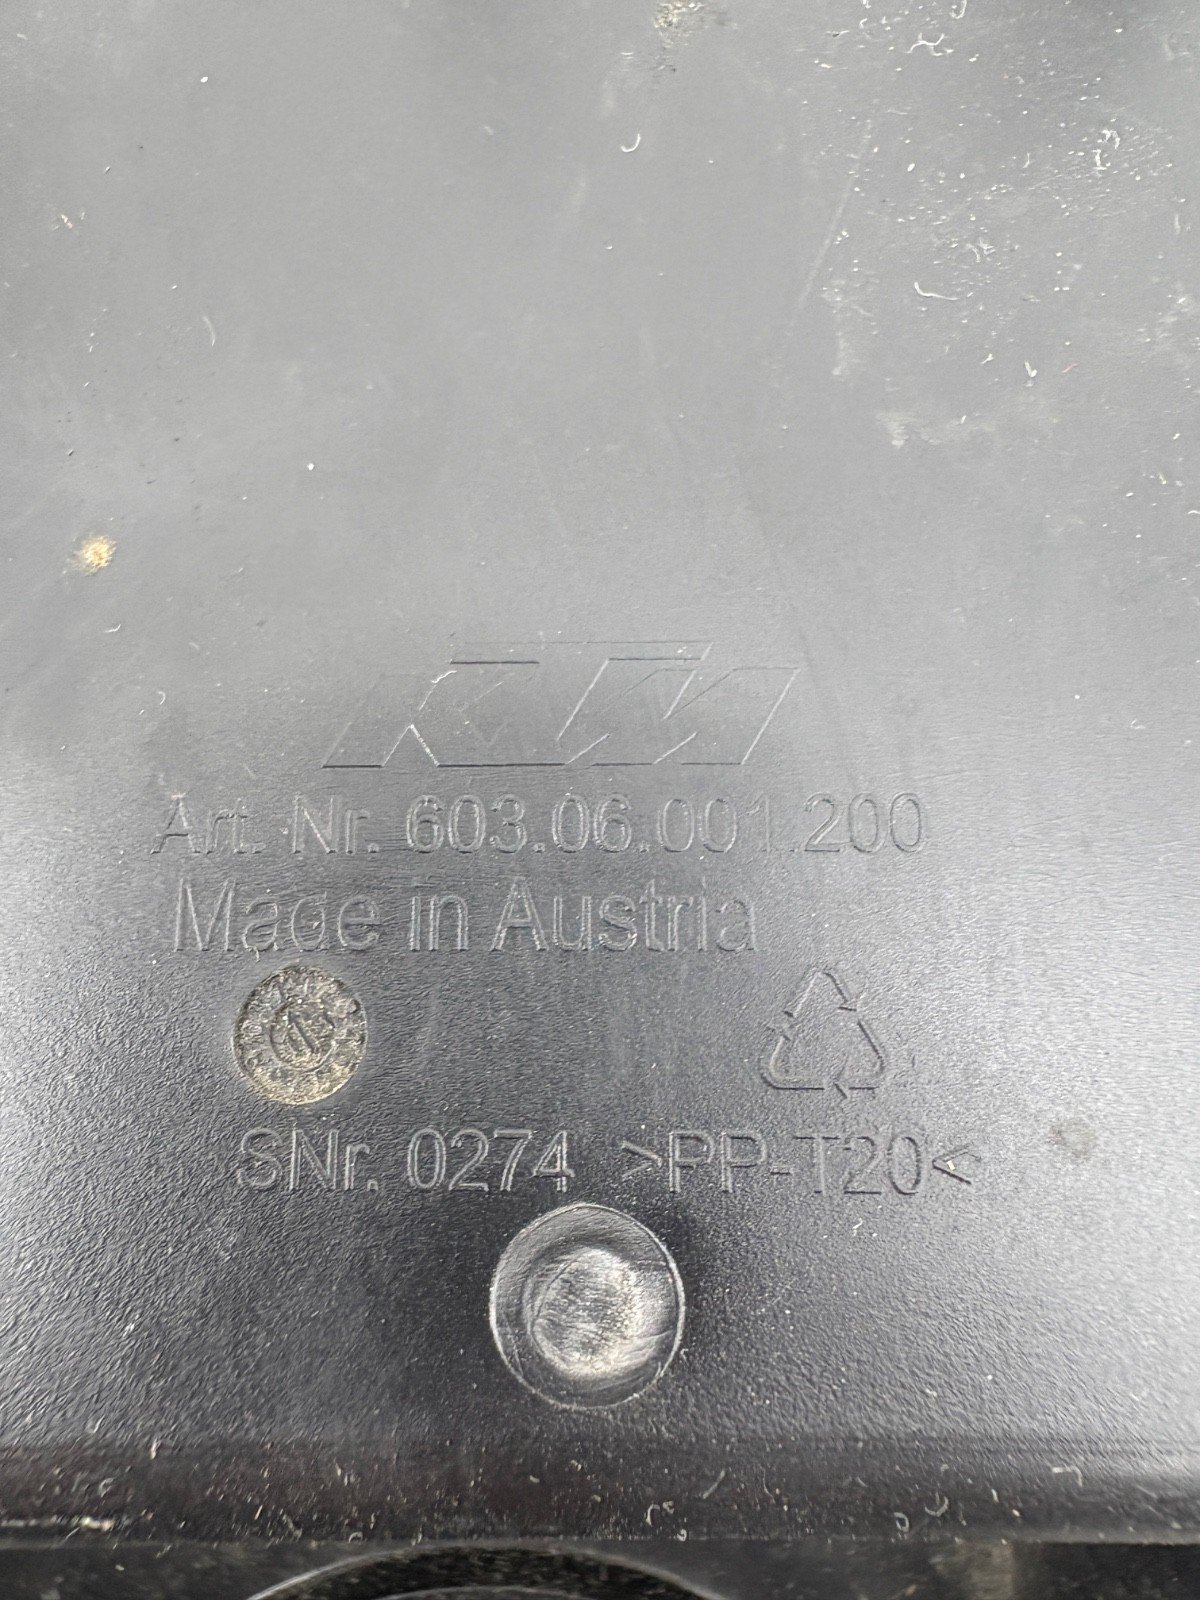 KTM
Art. Nr. 603.06.001.200
Made in Austria
SNr. 0274 >PP-T20<